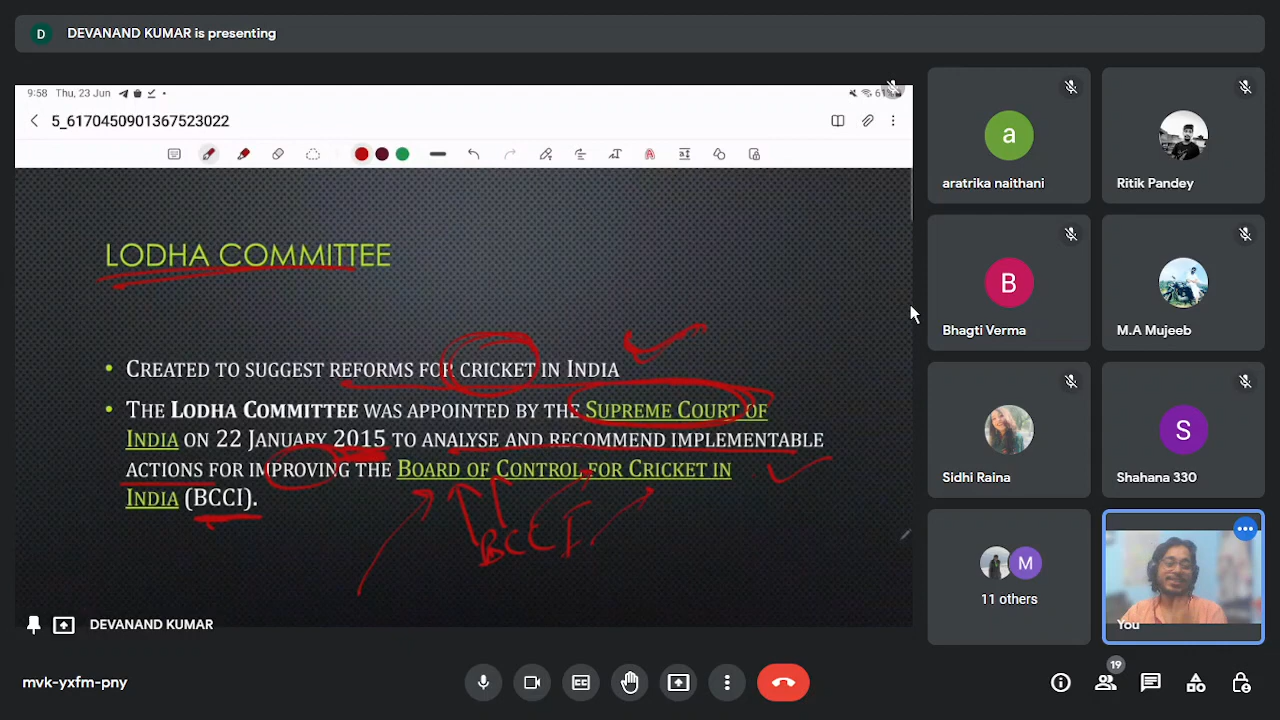 D DEVANAND KUMAR is presenting
9:58 Thu, 23 Jun 61%
5_6170450901367523022
LODHA COMMITTEE
• CREATED TO SUGGEST REFORMS FOR CRICKET IN INDIA
• THE LODHA COMMITTEE WAS APPOINTED BY THE SUPREME COURT OF
INDIA ON 22 JANUARY 2015 TO ANALYSE AND RECOMMEND IMPLEMENTABLE
ACTIONS FOR IMPROVING THE BOARD OF CONTROL FOR CRICKET IN
INDIA (BCCI).
BCCI
DEVANAND KUMAR
a
aratrika naithani
Ritik Pandey
B
Bhagti Verma
M.A Mujeeb
Sidhi Raina
S
Shahana 330
M
11 others
You
mvk-yxfm-pny
CC
19